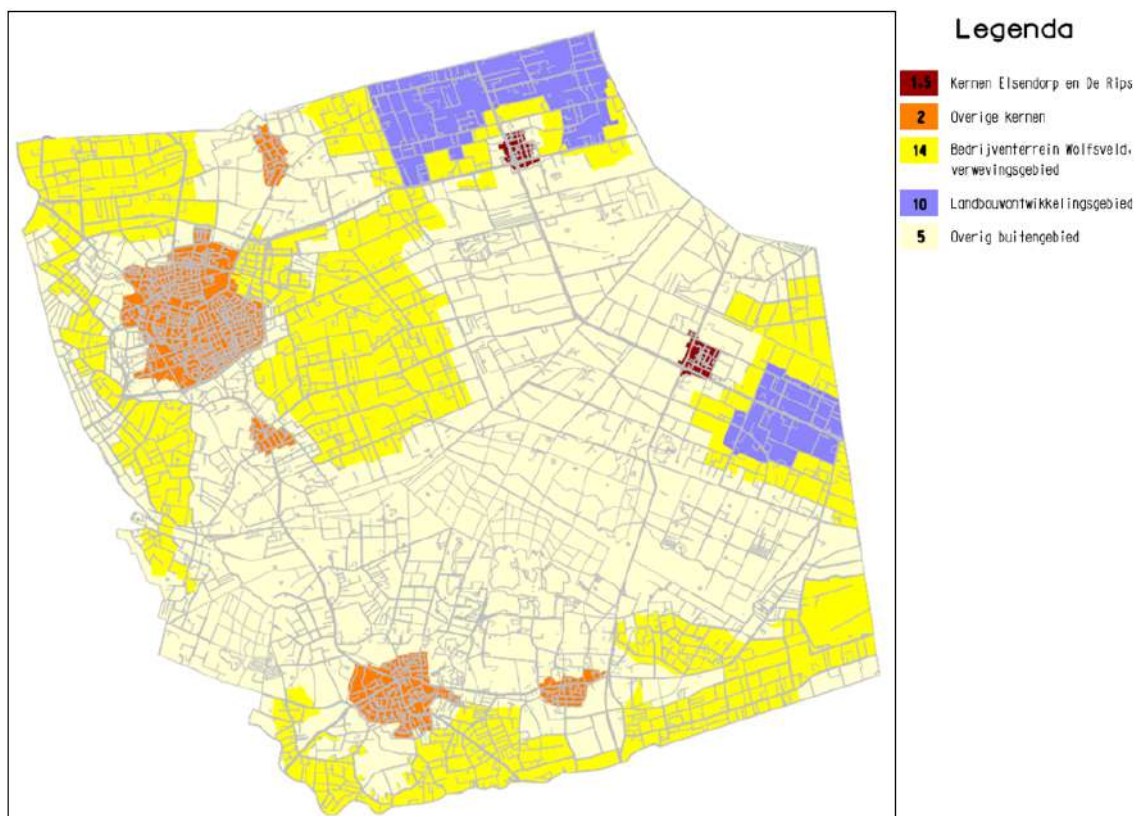 Legenda
1.5 Kernen Elsendorp en De Rips
2 Overige kernen
14 Bedrijventerrein Wolfsveld,
verwevingsgebied
10 Landbouwontwikkelingsgebied
5 Overig buitengebied